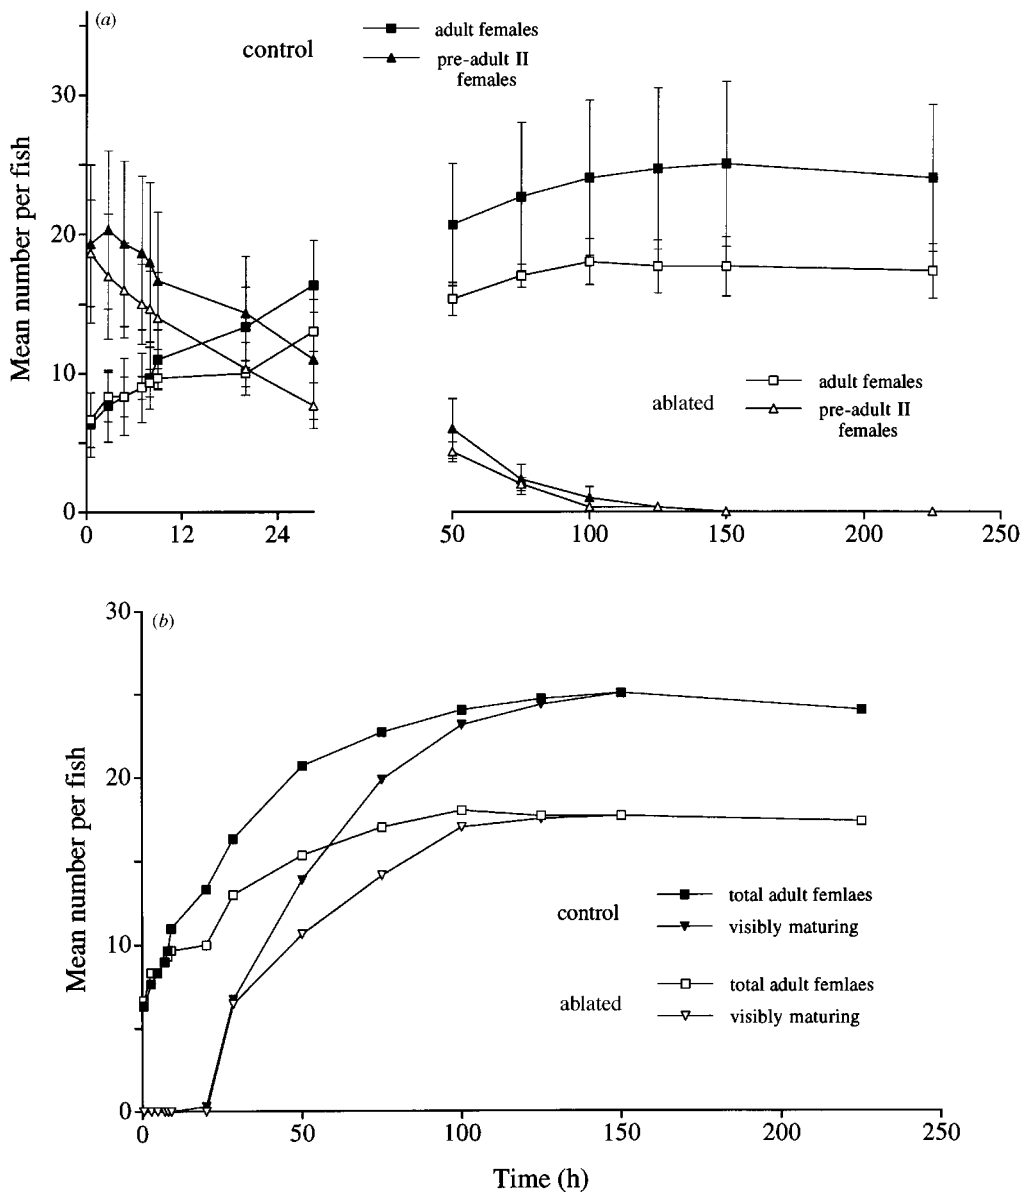 (a)
control
adult females
pre-adult II
females
30
20
10
0
Mean number per fish
ablated
adult females
pre-adult II
females
0 12 24 50 100 150 200 250
(b)
30
20
10
0
Mean number per fish
control
total adult femlaes
visibly maturing
ablated
total adult femlaes
visibly maturing
0 50 100 150 200 250
Time (h)